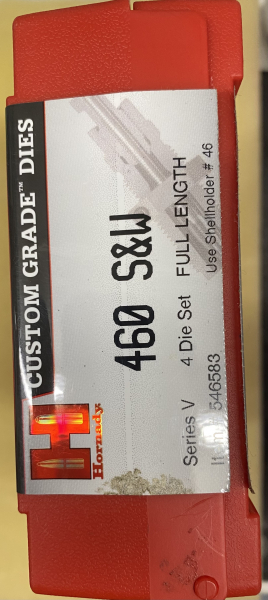 CUSTOM GRADE™ DIES
H
Hornady®
460 S&W
Series V 4 Die Set FULL LENGTH
546583 Use Shellholder # 46